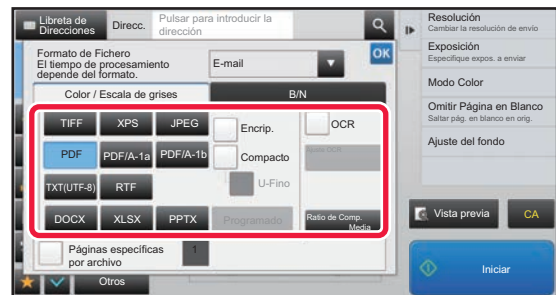 Libreta de
Direcciones
Direcc.
Pulsar para introducir la
dirección
Formato de Fichero
El tiempo de procesamiento
depende del formato.
E-mail
OK
Color / Escala de grises
B/N
TIFF
XPS
JPEG
Encrip.
OCR
PDF
PDF/A-1a
PDF/A-1b
Compacto
Ajuste OCR
TXT(UTF-8)
RTF
U-Fino
DOCX
XLSX
PPTX
Programado
Ratio de Comp.
Media
Páginas específicas
por archivo
1
Otros
Resolución
Cambiar la resolución de envío
Exposición
Especifique expos. a enviar
Modo Color
Omitir Página en Blanco
Saltar pág. en blanco en orig.
Ajuste del fondo
Vista previa
CA
Iniciar